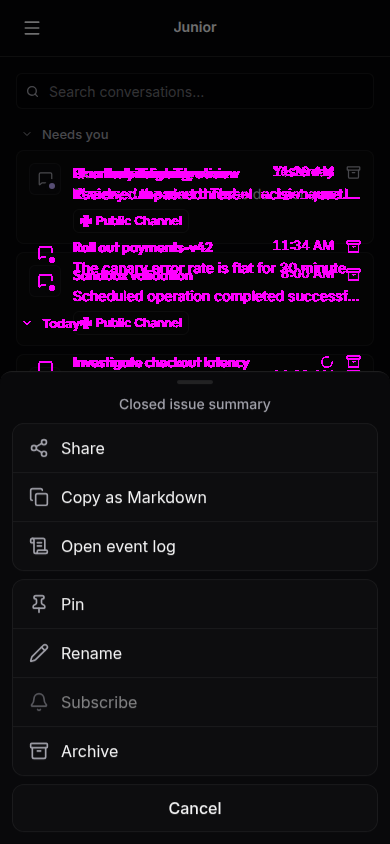 Junior
Search conversations...
Needs you
Public Channel
Roll out payments-v42
11:34 AM
The canary error rate is flat for 30 minute...
Scheduled operation completed successf...
Today
Public Channel
Investigate checkout latency
Closed issue summary
Share
Copy as Markdown
Open event log
Pin
Rename
Subscribe
Archive
Cancel